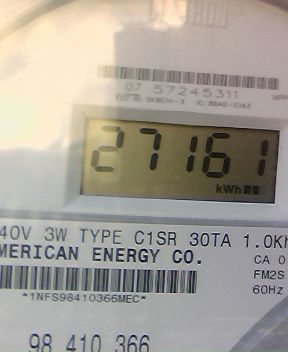 07 57245311
27161
kWh
40V 3W TYPE C1SR 30TA 1.0Kh
MERICAN ENERGY CO.
CA 0
FM2S
60Hz
*1NFS98410366MEC*
98 410 366